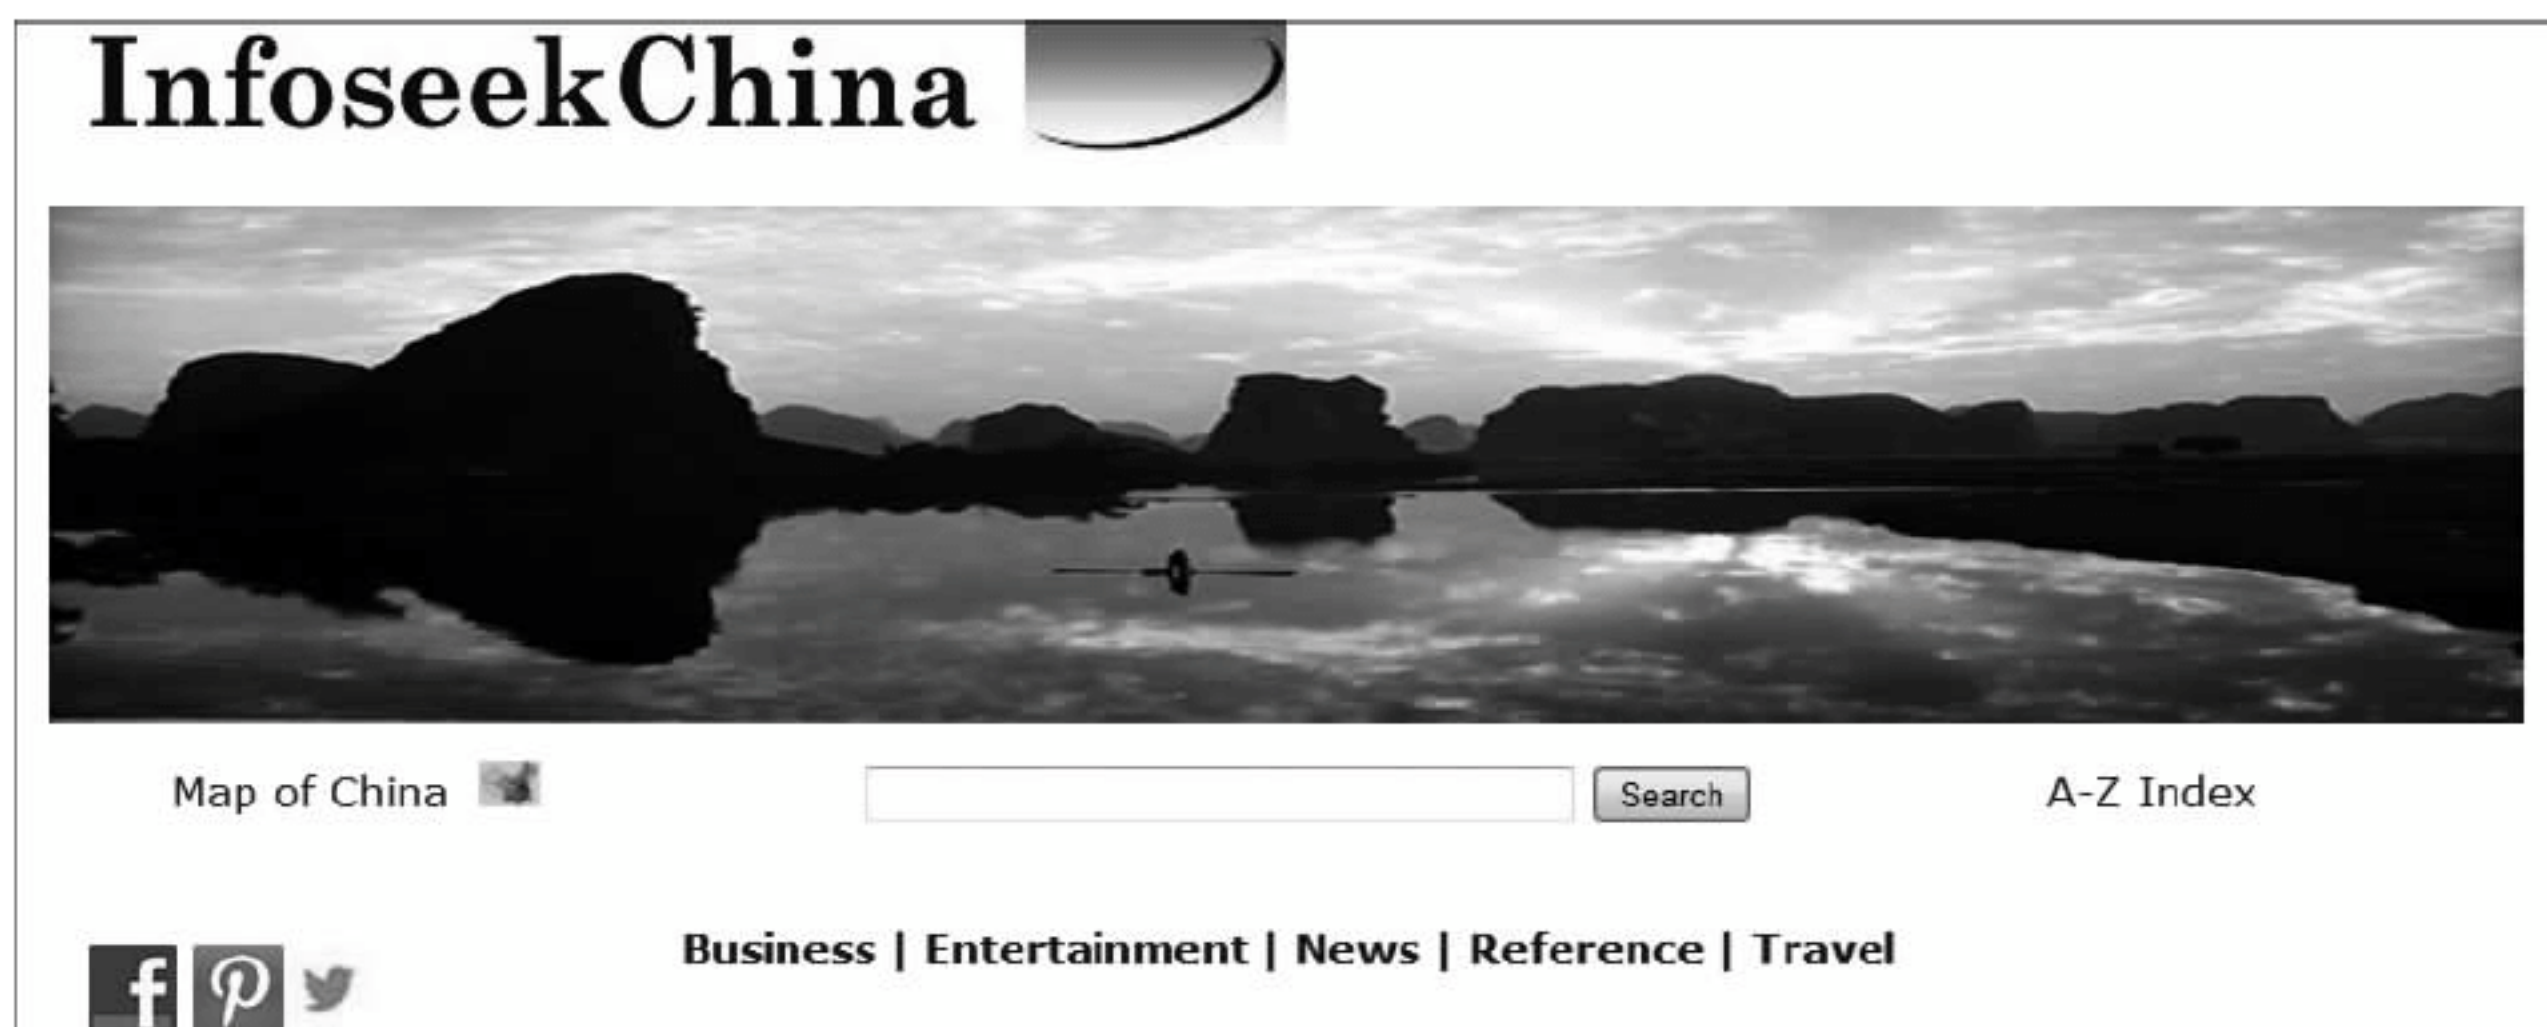 InfoseekChina
Map of China
Search
A-Z Index
Business | Entertainment | News | Reference | Travel